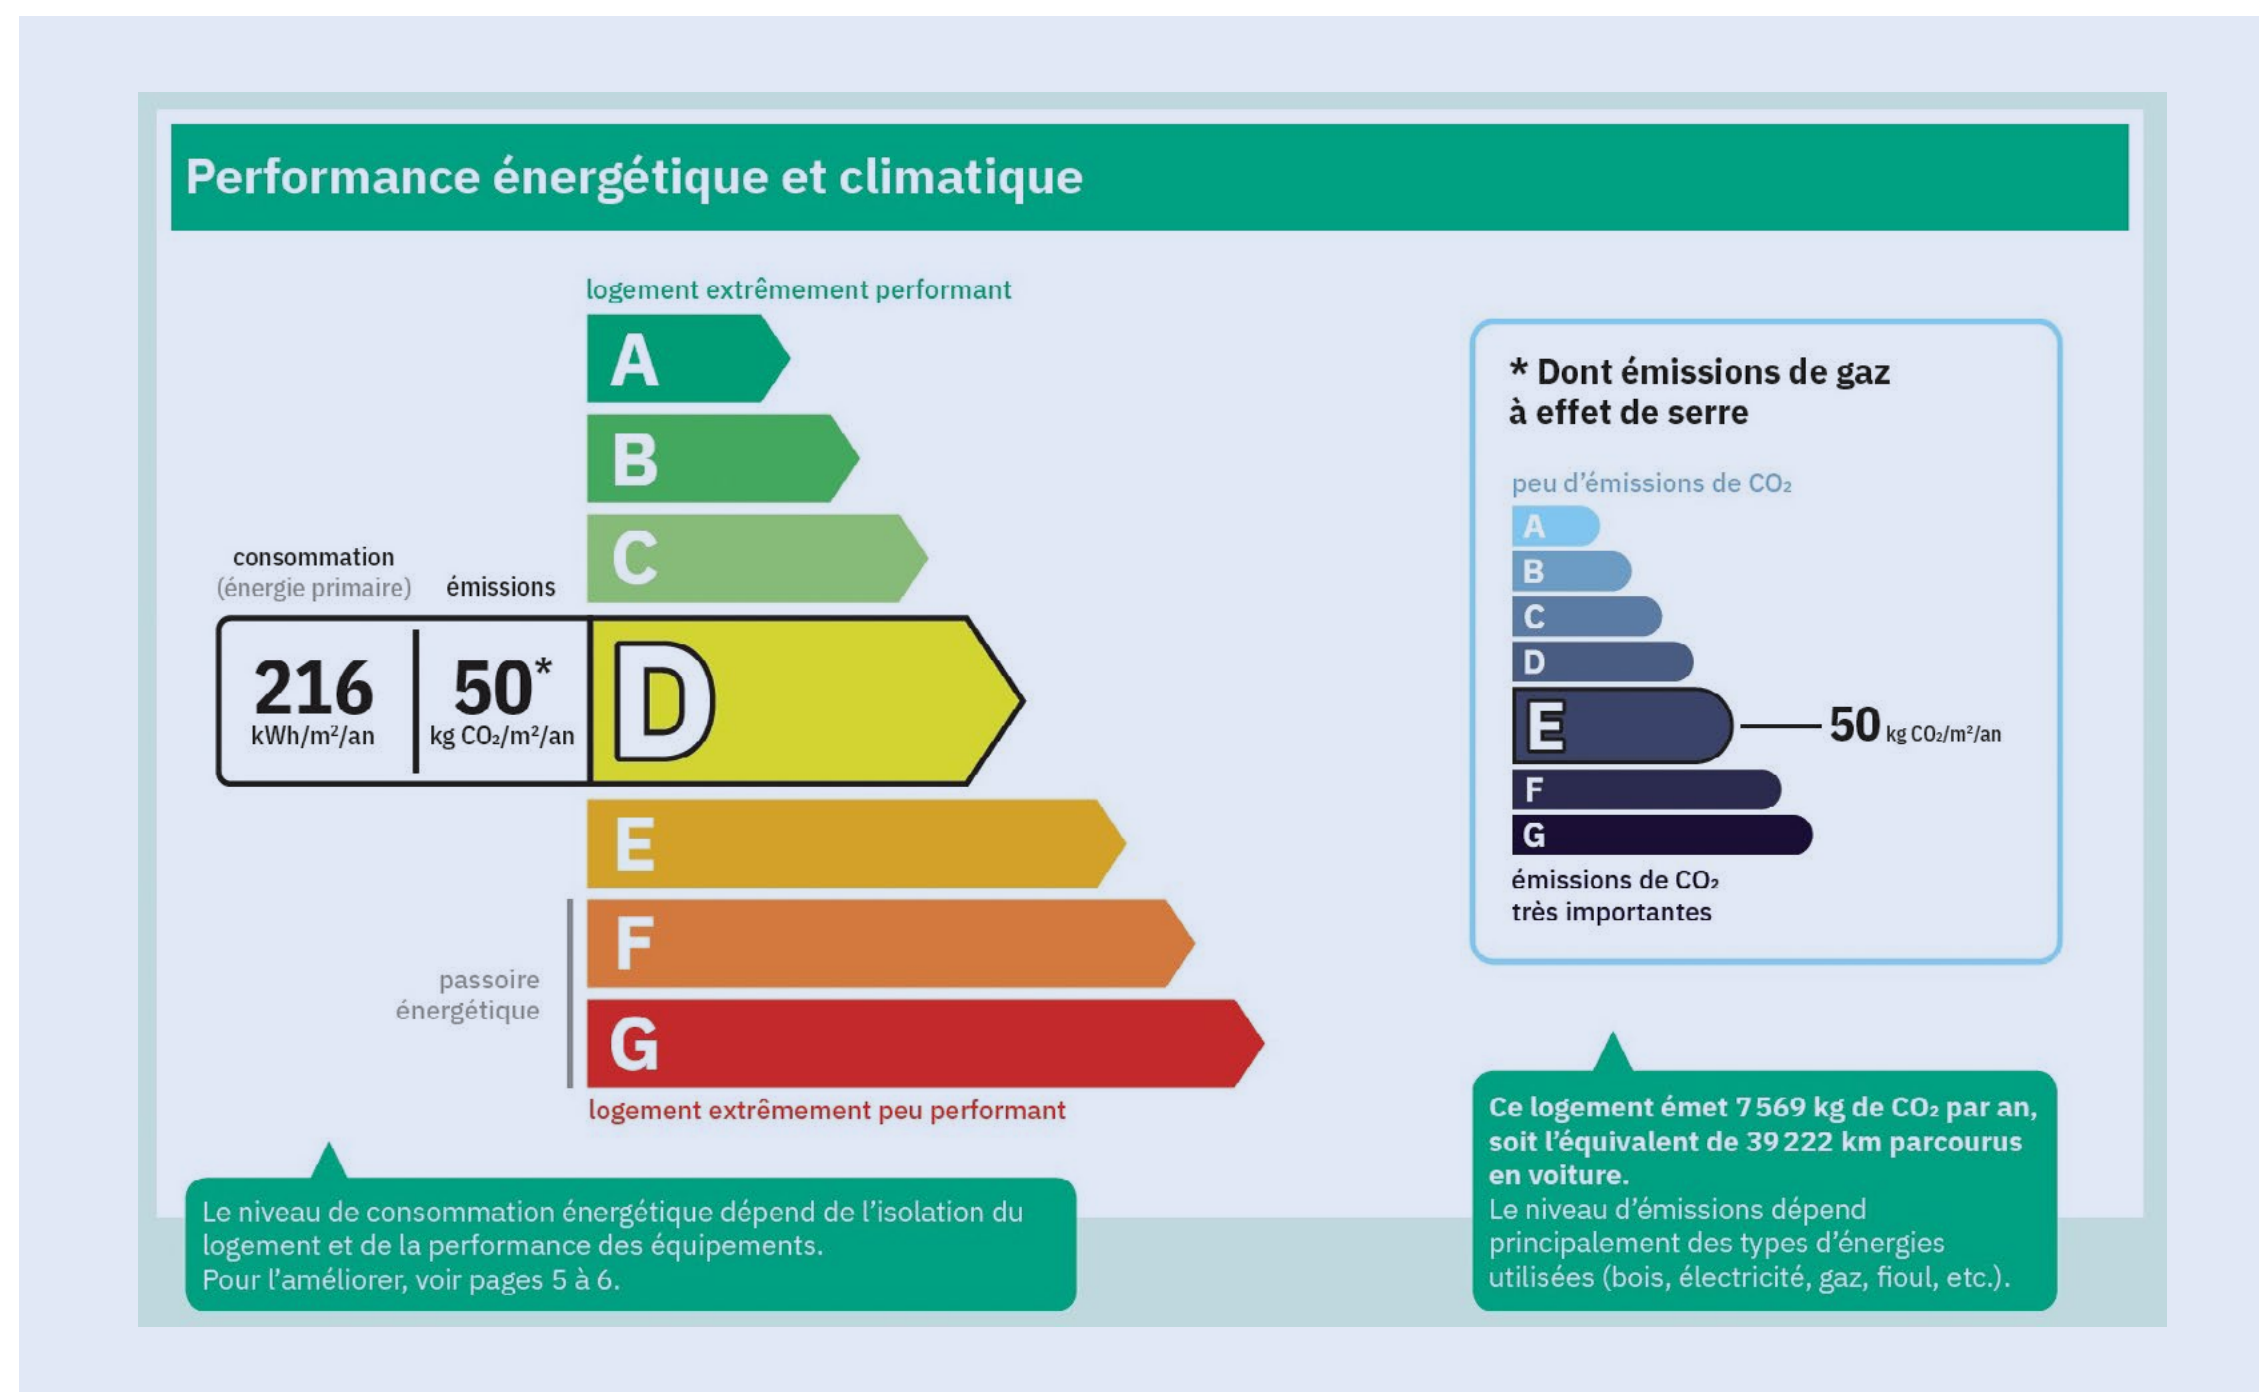 Performance énergétique et climatique
logement extrêmement performant
A
B
C
consommation
(énergie primaire)
émissions
216
kWh/m²/an
50*
kg CO₂/m²/an
D
E
F
passoire
énergétique
G
logement extrêmement peu performant
Le niveau de consommation énergétique dépend de l’isolation du
logement et de la performance des équipements.
Pour l’améliorer, voir pages 5 à 6.
* Dont émissions de gaz
à effet de serre
peu d’émissions de CO₂
A
B
C
D
E
50 kg CO₂/m²/an
F
G
émissions de CO₂
très importantes
Ce logement émet 7 569 kg de CO₂ par an,
soit l’équivalent de 39 222 km parcourus
en voiture.
Le niveau d’émissions dépend
principalement des types d’énergies
utilisées (bois, électricité, gaz, fioul, etc.).